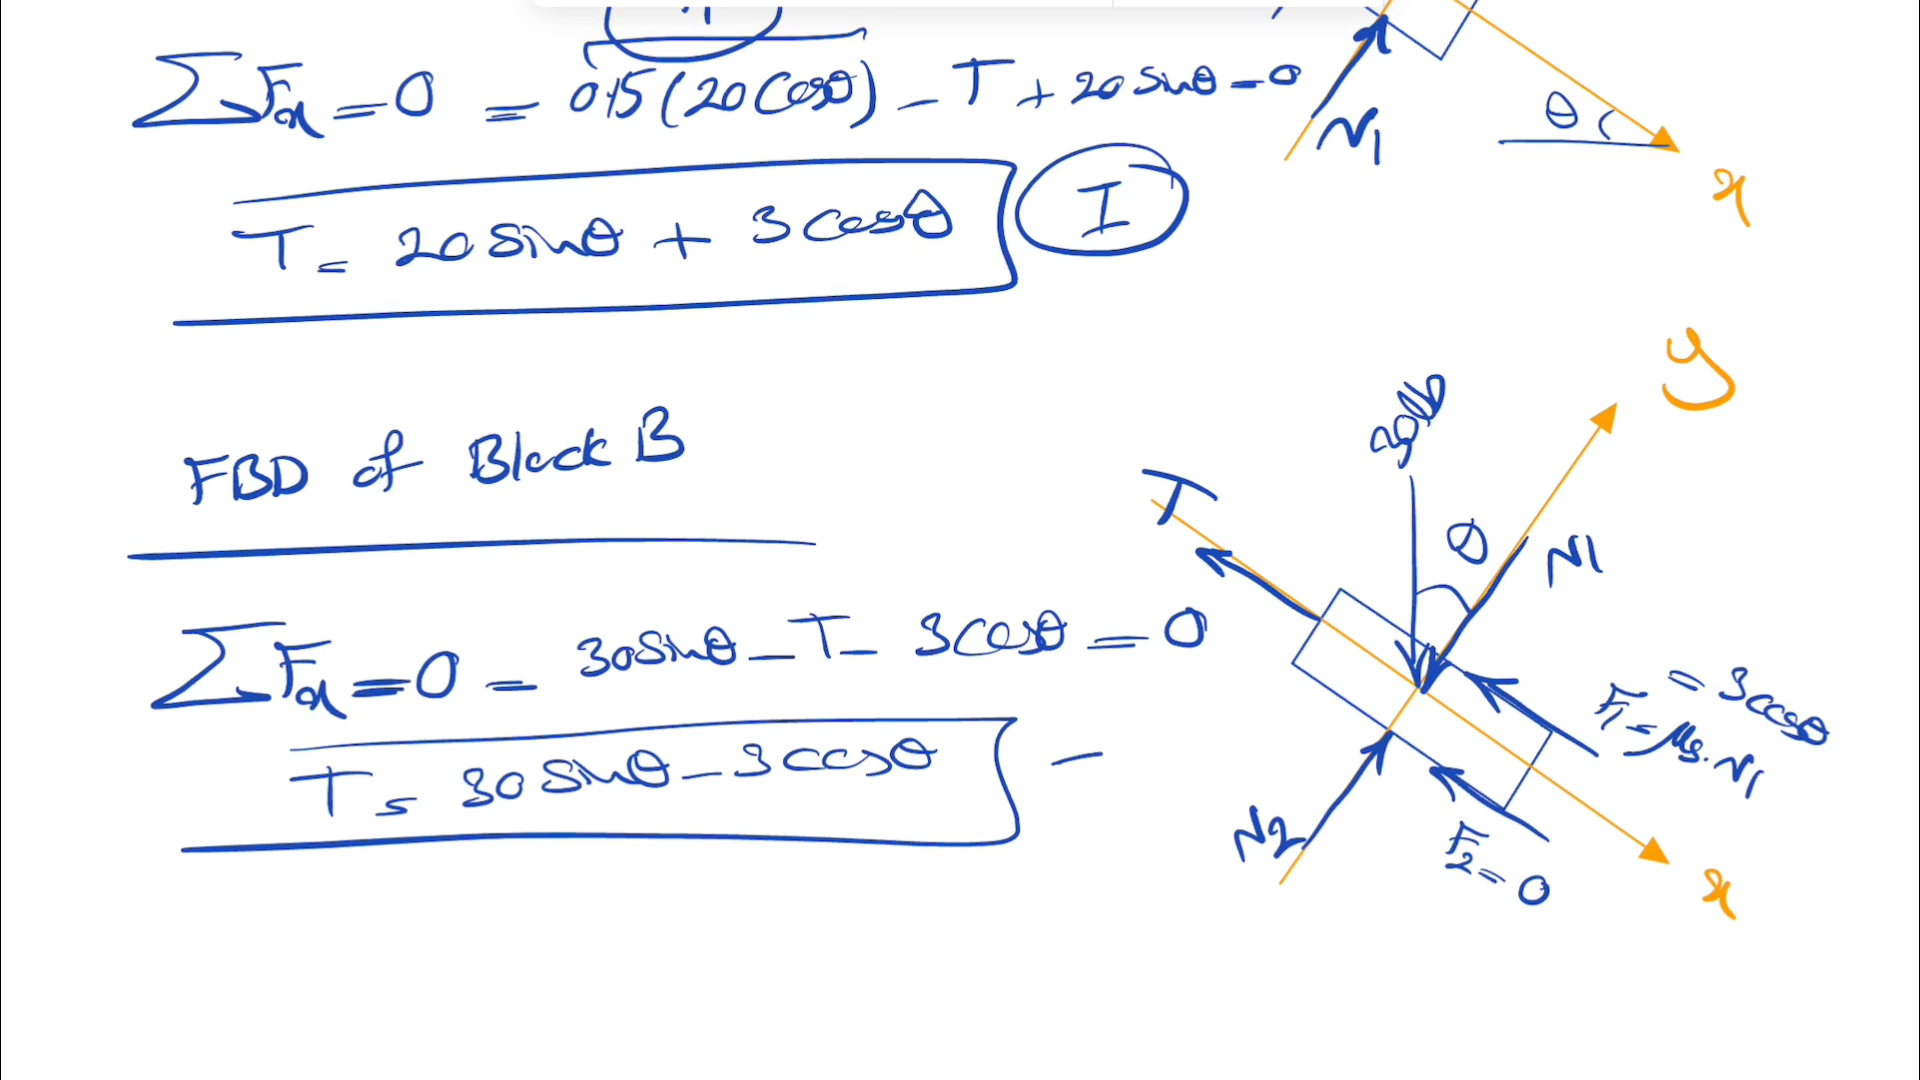 ΣFx = 0 = 0.15(20 Cosθ) - T + 20 Sinθ = 0
T = 20 Sinθ + 3 Cosθ I
N1
θ
x
FBD of Block B
ΣFx = 0 = 30 Sinθ - T - 3 Cosθ = 0
T = 30 Sinθ - 3 Cosθ -
y
30lb
T
θ
N1
F1 = μs.N1 = 3 cosθ
N2
F2 = 0
x